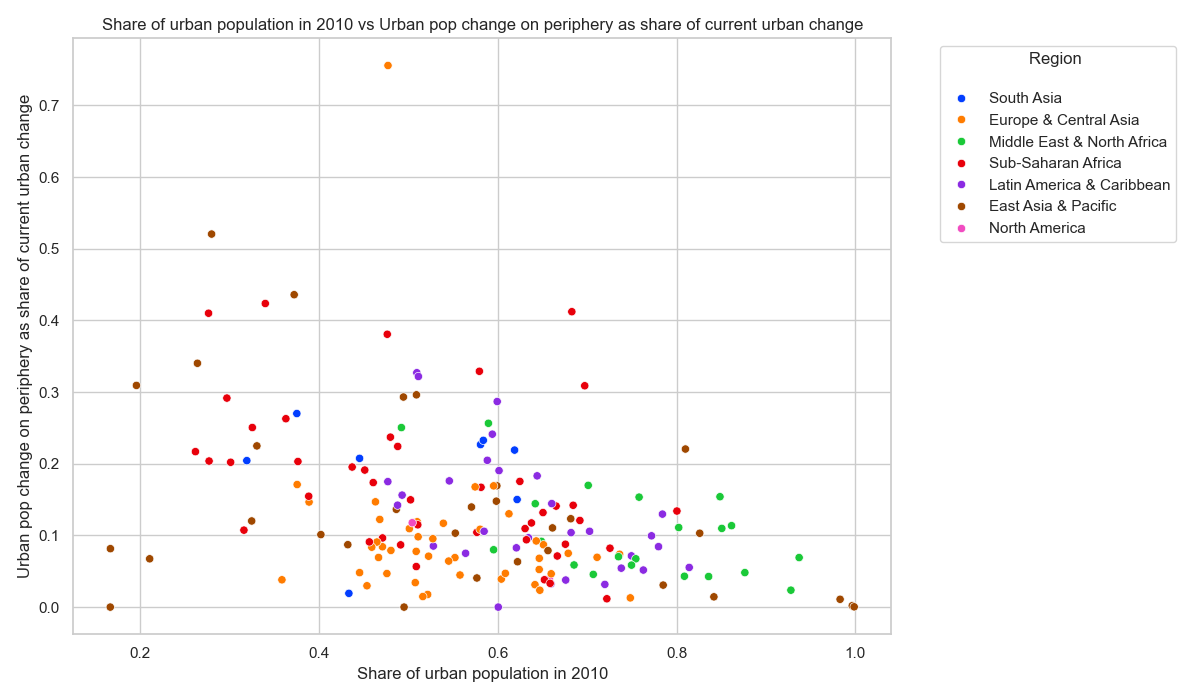 Share of urban population in 2010 vs Urban pop change on periphery as share of current urban change
Urban pop change on periphery as share of current urban change
0.7
0.6
0.5
0.4
0.3
0.2
0.1
0.0
0.2
0.4
0.6
0.8
1.0
Share of urban population in 2010
Region
South Asia
Europe & Central Asia
Middle East & North Africa
Sub-Saharan Africa
Latin America & Caribbean
East Asia & Pacific
North America